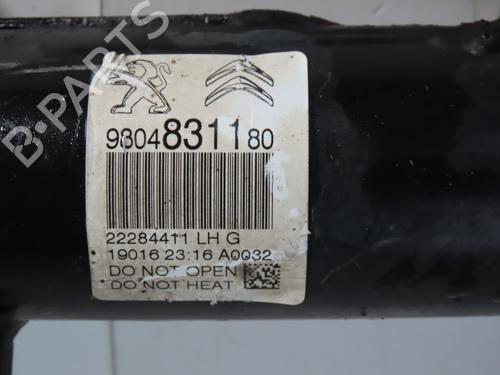 B-PARTS
9804831180
22284411 LH G
19016 23:16 A0032
DO NOT OPEN
DO NOT HEAT